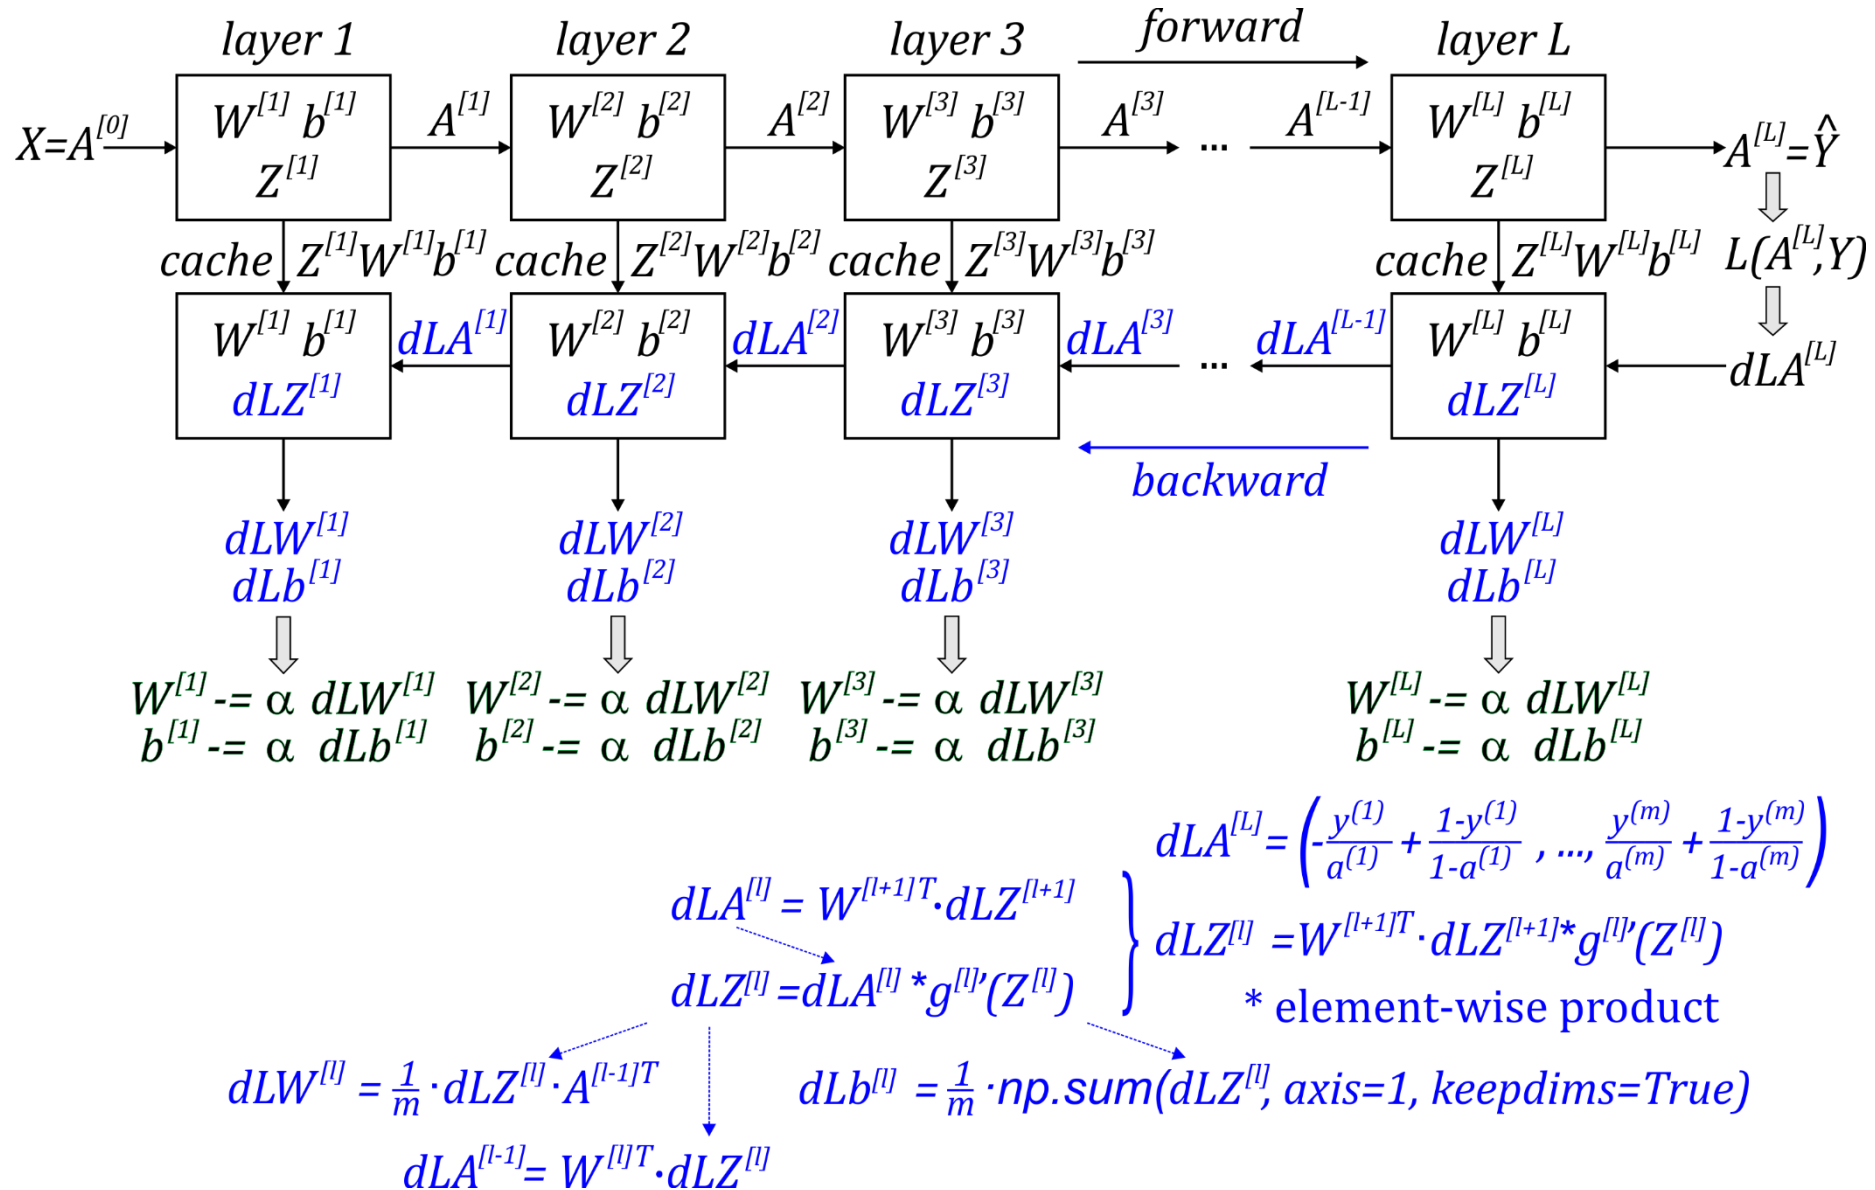 layer 1 layer 2 layer 3 forward layer L
X=A^[0] W^[1] b^[1] A^[1] W^[2] b^[2] A^[2] W^[3] b^[3] A^[3] ... A^[L-1] W^[L] b^[L] A^[L]=Ŷ
Z^[1] Z^[2] Z^[3] Z^[L]
cache Z^[1]W^[1]b^[1] cache Z^[2]W^[2]b^[2] cache Z^[3]W^[3]b^[3] cache Z^[L]W^[L]b^[L] L(A^[L],Y)
W^[1] b^[1] dLA^[1] W^[2] b^[2] dLA^[2] W^[3] b^[3] dLA^[3] ... dLA^[L-1] W^[L] b^[L] dLA^[L]
dLZ^[1] dLZ^[2] dLZ^[3] dLZ^[L]
backward
dLW^[1] dLW^[2] dLW^[3] dLW^[L]
dLb^[1] dLb^[2] dLb^[3] dLb^[L]
W^[1] -= α dLW^[1] W^[2] -= α dLW^[2] W^[3] -= α dLW^[3] W^[L] -= α dLW^[L]
b^[1] -= α dLb^[1] b^[2] -= α dLb^[2] b^[3] -= α dLb^[3] b^[L] -= α dLb^[L]
dLA^[L] = (-y^(1)/a^(1) + 1-y^(1)/1-a^(1) , ..., y^(m)/a^(m) + 1-y^(m)/1-a^(m))
dLA^[l] = W^[l+1]T·dLZ^[l+1]
dLZ^[l] =W^[l+1]T·dLZ^[l+1]*g^[l]'(Z^[l])
dLZ^[l] =dLA^[l] *g^[l]'(Z^[l])
* element-wise product
dLW^[l] = 1/m ·dLZ^[l]·A^[l-1]T
dLb^[l] = 1/m ·np.sum(dLZ^[l], axis=1, keepdims=True)
dLA^[l-1]= W^[l]T·dLZ^[l]